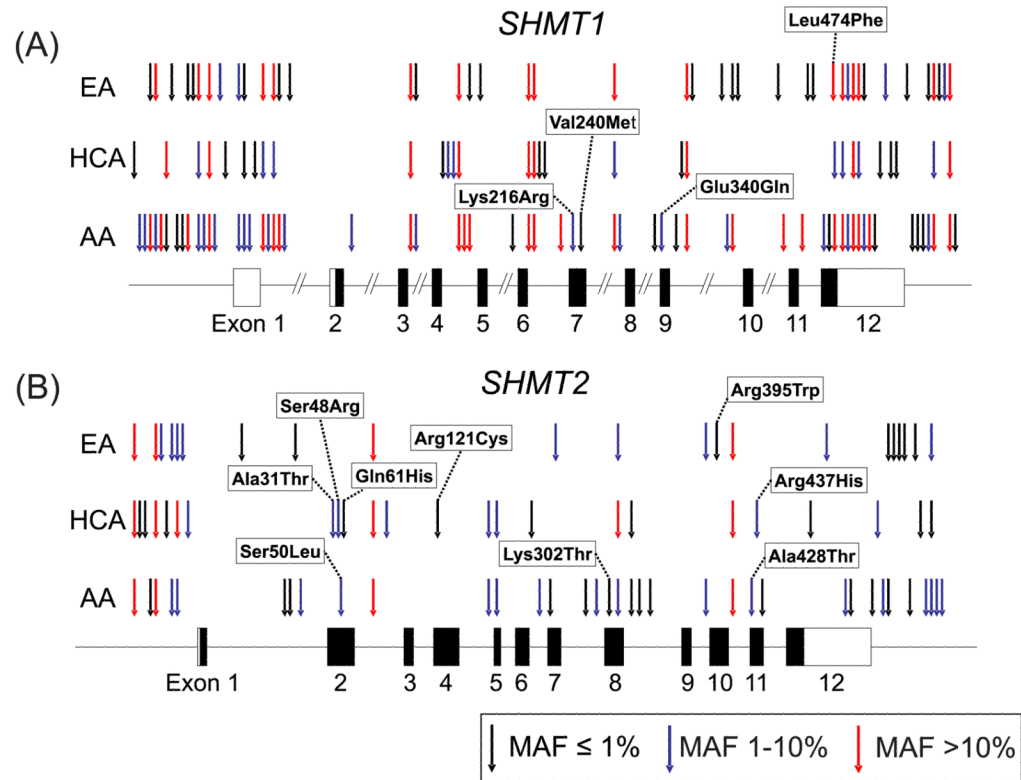 (A)
SHMT1
Leu474Phe
EA
Val240Met
HCA
Lys216Arg
Glu340Gln
AA
Exon 1 2 3 4 5 6 7 8 9 10 11 12
(B)
SHMT2
Ser48Arg
Arg395Trp
EA
Arg121Cys
Ala31Thr
Gln61His
Arg437His
HCA
Ser50Leu
Lys302Thr
Ala428Thr
AA
Exon 1 2 3 4 5 6 7 8 9 10 11 12
MAF ≤ 1% MAF 1-10% MAF >10%